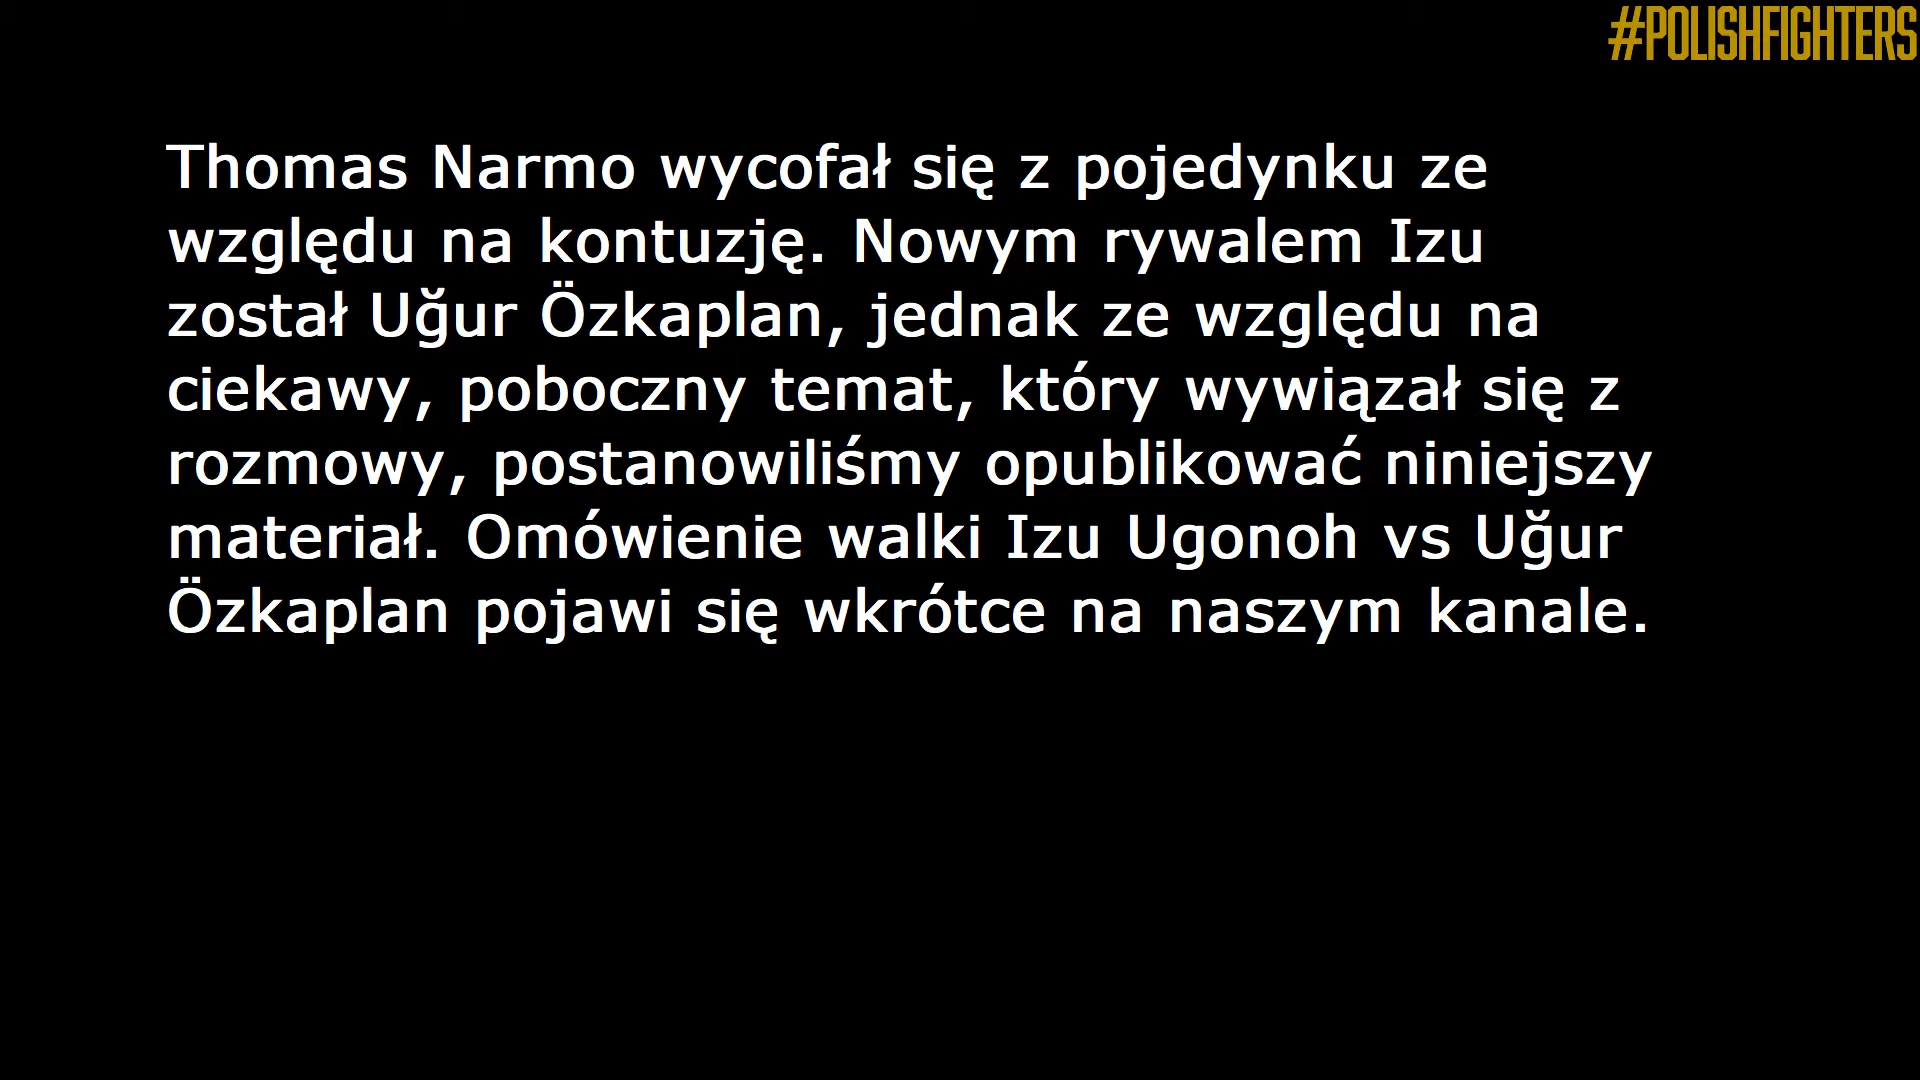 #POLISHFIGHTERS
Thomas Narmo wycofał się z pojedynku ze
względu na kontuzję. Nowym rywalem Izu
został Uğur Özkaplan, jednak ze względu na
ciekawy, poboczny temat, który wywiązał się z
rozmowy, postanowiliśmy opublikować niniejszy
materiał. Omówienie walki Izu Ugonoh vs Uğur
Özkaplan pojawi się wkrótce na naszym kanale.